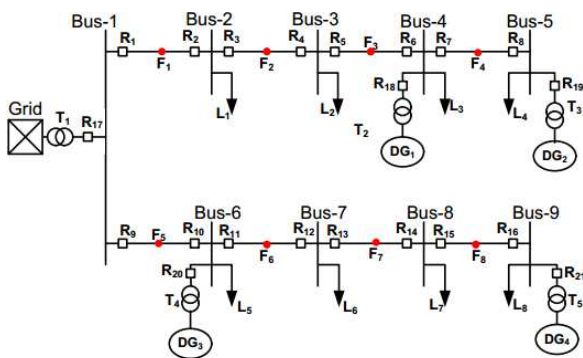 Bus-1 Bus-2 Bus-3 Bus-4 Bus-5
R1 R2 R3 R4 R5 R6 R7 R8
F1 F2 F3 F4
R18 R19
Grid T1 R17
L1 L2 T2 L3 L4 T3
DG1 DG2
Bus-6 Bus-7 Bus-8 Bus-9
R9 F5 R10 R11 R12 R13 F7 R14 R15 R16
F6 F8
R20 R21
T4 L5 L6 L7 L8 T5
DG3 DG4